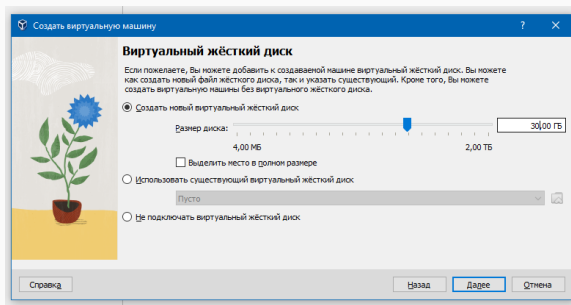 Создать виртуальную машину
Виртуальный жёсткий диск
Если пожелаете, Вы можете добавить к создаваемой машине виртуальный жёсткий диск. Вы можете
как создать новый файл жёсткого диска, так и указать существующий. Кроме того, Вы можете
создать виртуальную машины без виртуального жёсткого диска.
Создать новый виртуальный жёсткий диск
Размер диска:
30,00 ГБ
4,00 МБ
2,00 ТБ
Выделить место в полном размере
Использовать существующий виртуальный жёсткий диск
Пусто
Не подключать виртуальный жёсткий диск
Справка
Назад
Далее
Отмена